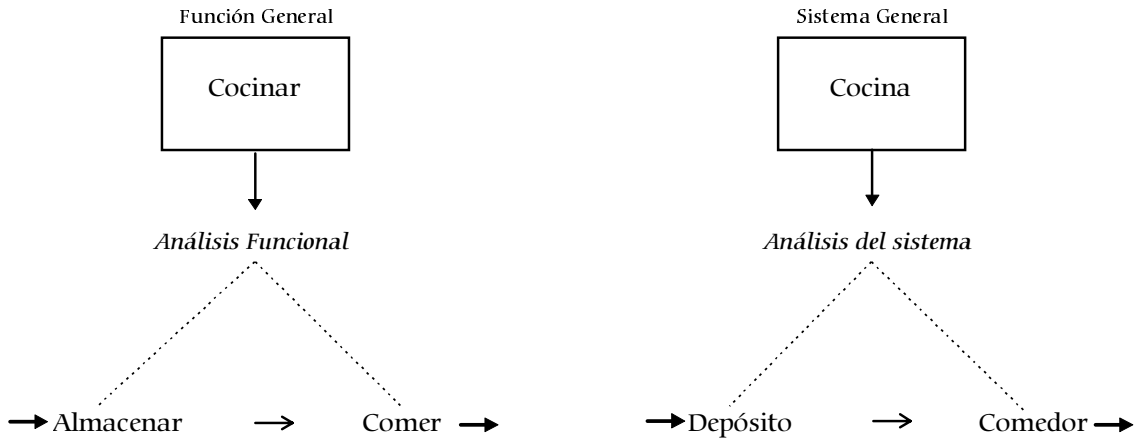 Función General
Cocinar
Análisis Funcional
Almacenar
Comer
Sistema General
Cocina
Análisis del sistema
Depósito
Comedor